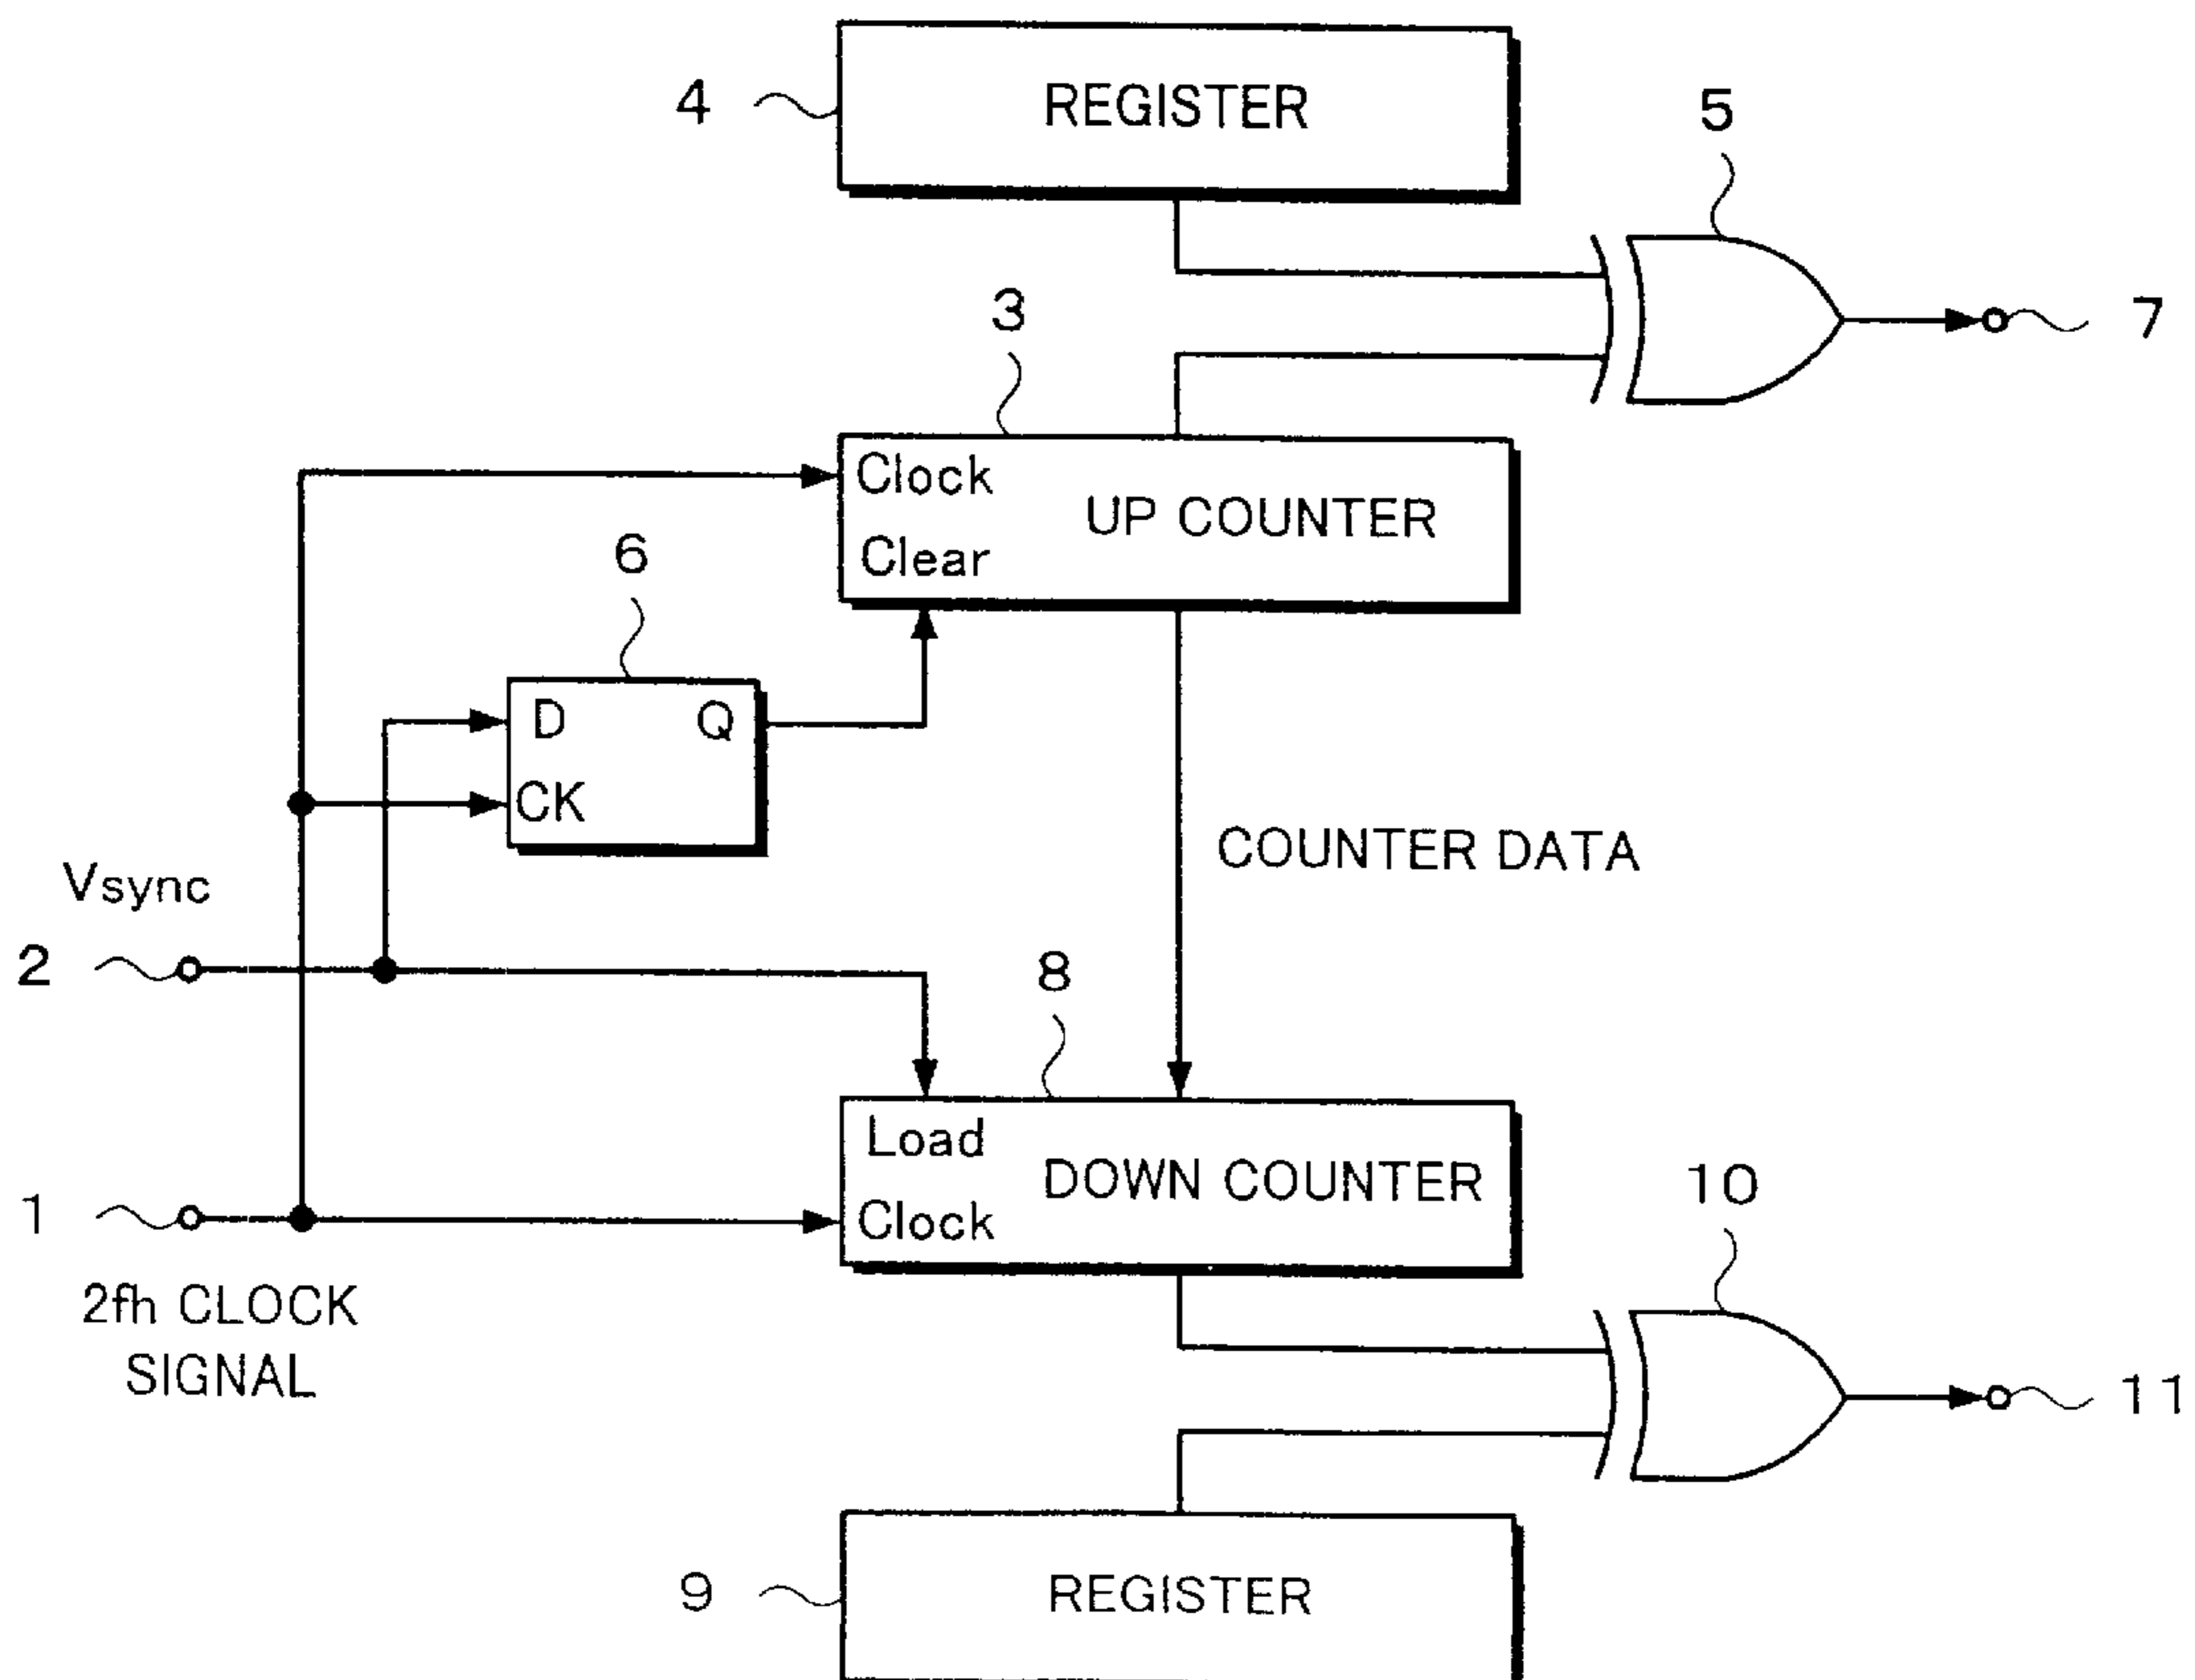 4
REGISTER
5
7
3
Clock
UP COUNTER
Clear
6
D
Q
CK
COUNTER DATA
Vsync
2
8
Load
DOWN COUNTER
Clock
1
2fh CLOCK
SIGNAL
10
11
9
REGISTER